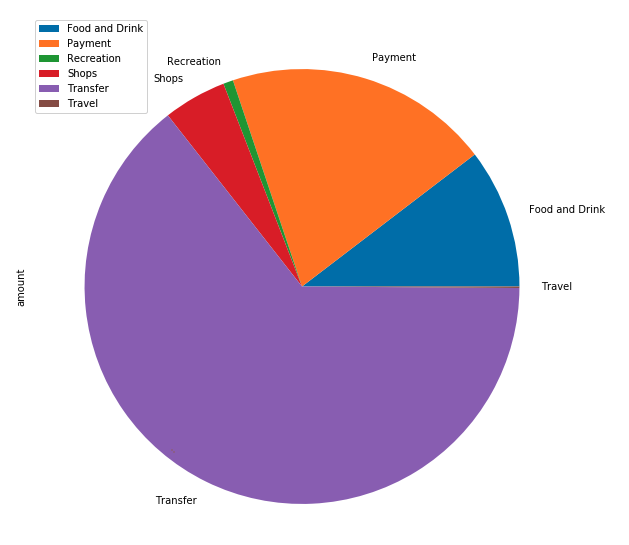 Food and Drink
Payment
Recreation
Shops
Transfer
Travel
Payment
Recreation
Shops
Food and Drink
Travel
amount
Transfer